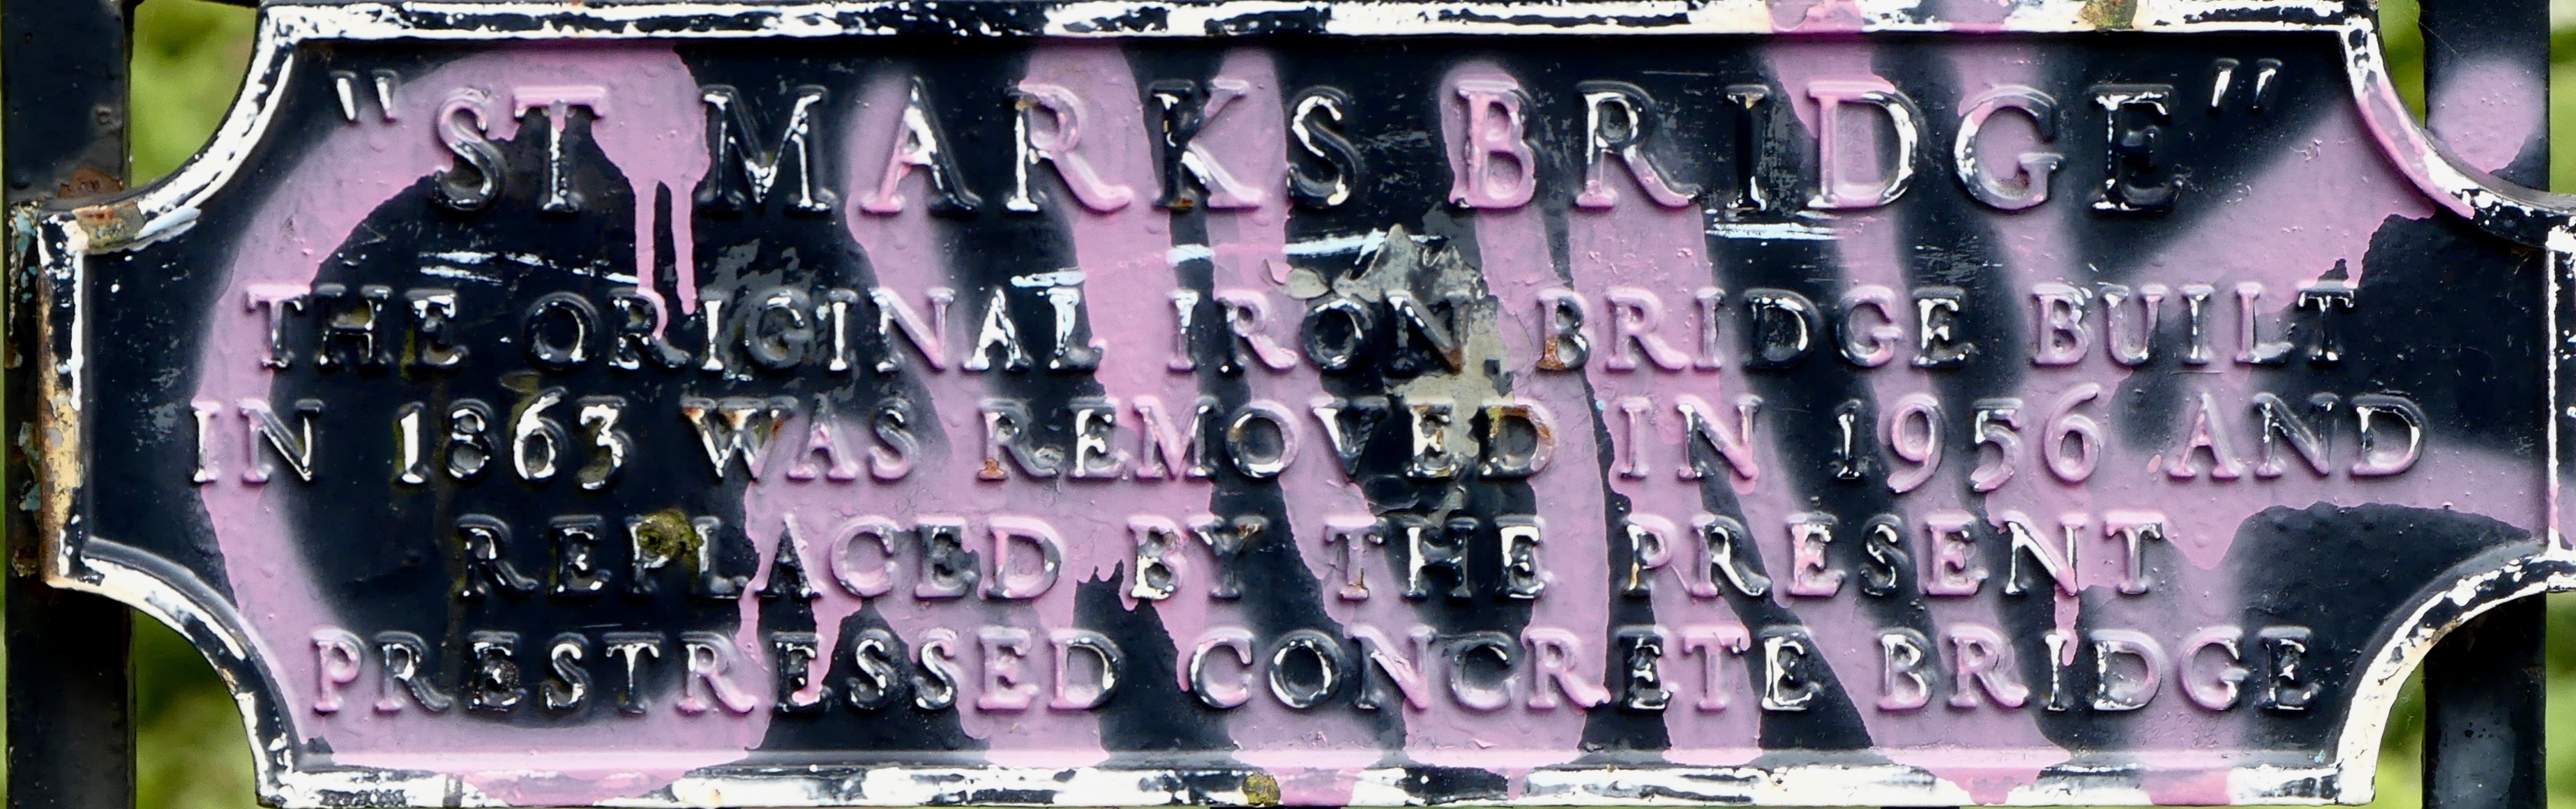 "ST MARKS BRIDGE"
THE ORIGINAL IRON BRIDGE BUILT
IN 1863 WAS REMOVED IN 1956 AND
REPLACED BY THE PRESENT
PRESTRESSED CONCRETE BRIDGE